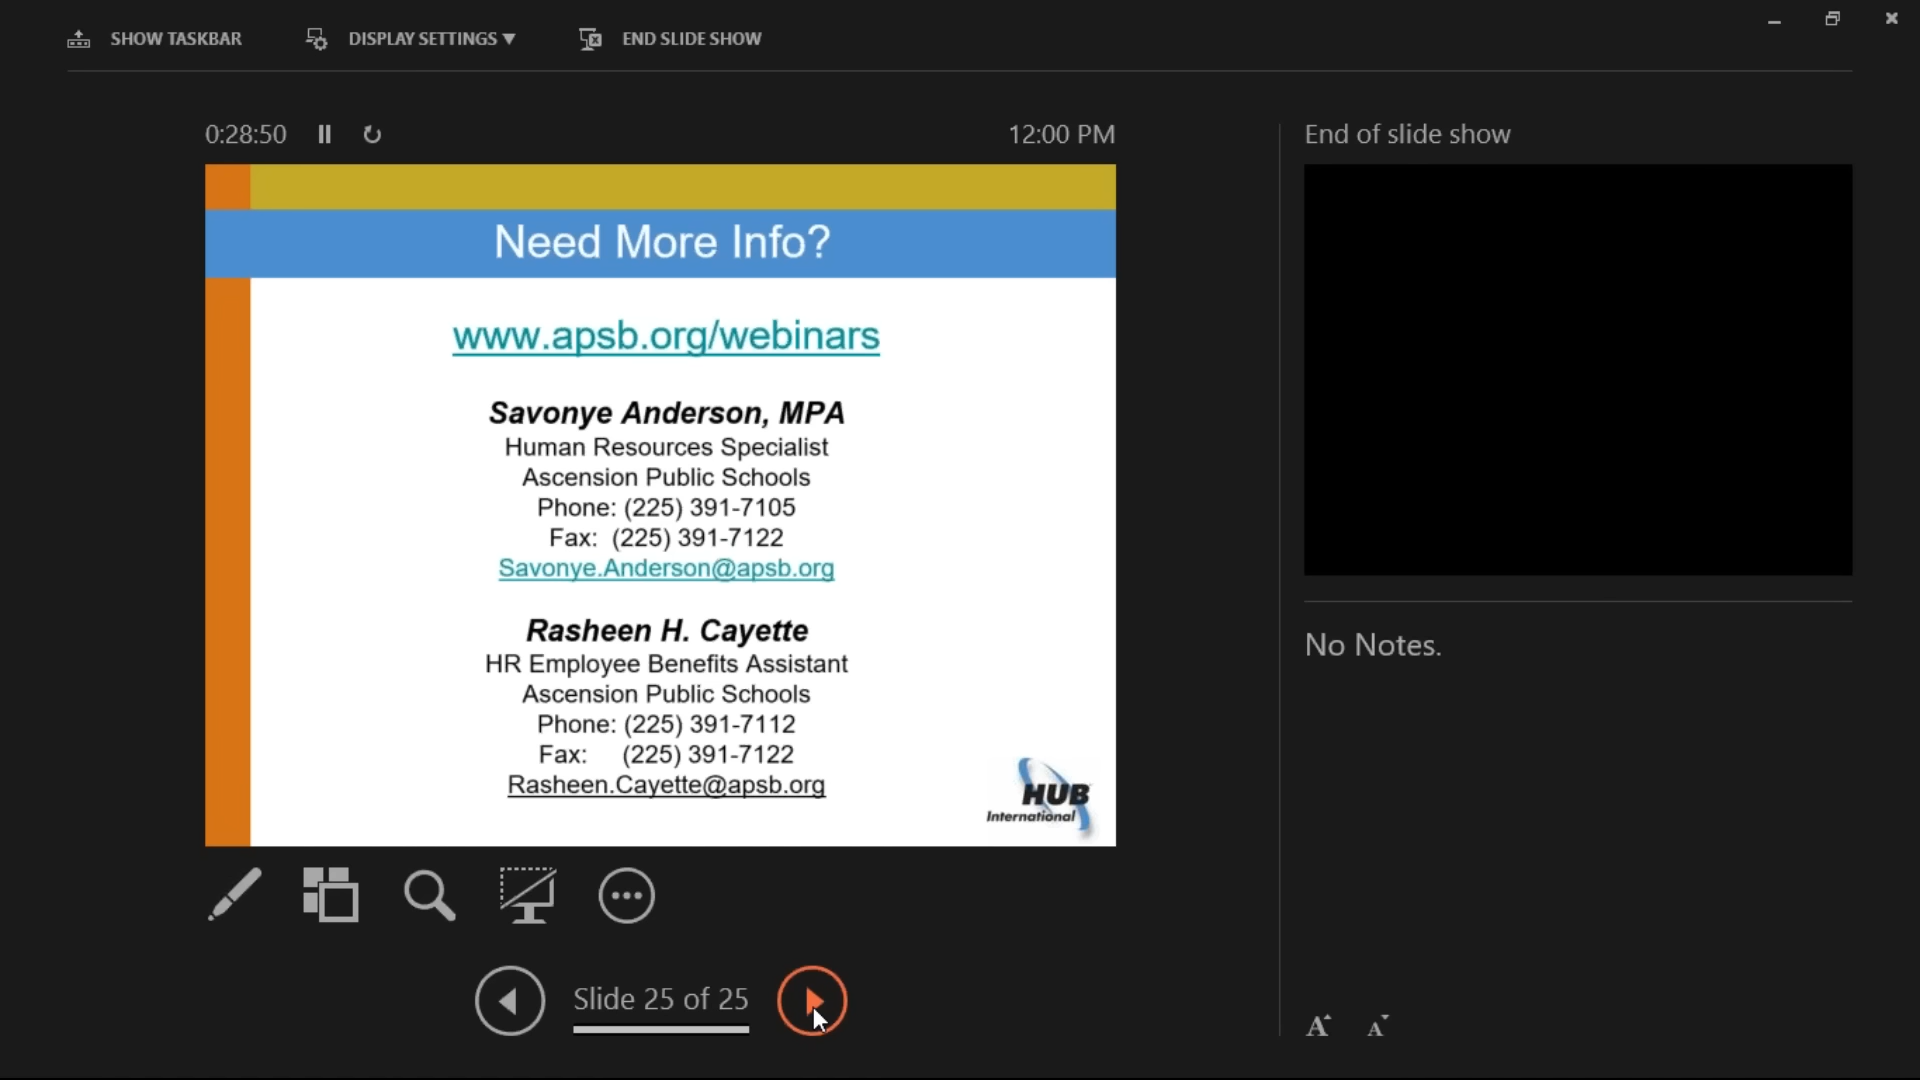 SHOW TASKBAR
DISPLAY SETTINGS ▼
END SLIDE SHOW
0:28:50
12:00 PM
End of slide show
Need More Info?
www.apsb.org/webinars
Savonye Anderson, MPA
Human Resources Specialist
Ascension Public Schools
Phone: (225) 391-7105
Fax: (225) 391-7122
Savonye.Anderson@apsb.org
Rasheen H. Cayette
HR Employee Benefits Assistant
Ascension Public Schools
Phone: (225) 391-7112
Fax: (225) 391-7122
Rasheen.Cayette@apsb.org
HUB
International
No Notes.
Slide 25 of 25
A A